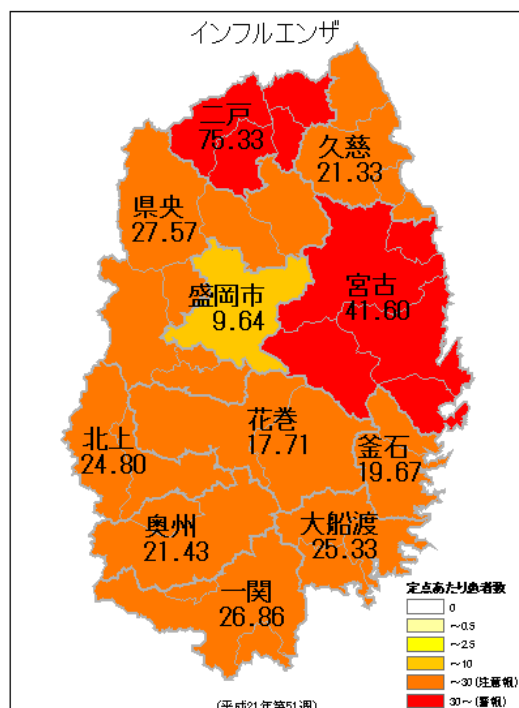 インフルエンザ
二戸
75.33
久慈
21.33
県央
27.57
盛岡市
9.64
宮古
41.60
花巻
17.71
北上
24.80
釜石
19.67
奥州
21.43
大船渡
25.33
一関
26.86
定点あたり患者数
0
～0.5
～2.5
～10
～30(注意報)
30～(警報)
(平成21年第51週)